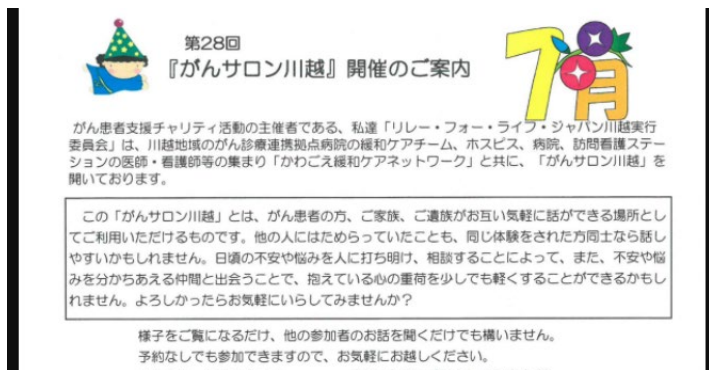 第28回
『がんサロン川越』開催のご案内
7月
がん患者支援チャリティ活動の主催者である、私達「リレー・フォー・ライフ・ジャパン川越実行
委員会」は、川越地域のがん診療連携拠点病院の緩和ケアチーム、ホスピス、病院、訪問看護ステー
ションの医師・看護師等の集まり「かわごえ緩和ケアネットワーク」と共に、「がんサロン川越」を
開いております。
この「がんサロン川越」とは、がん患者の方、ご家族、ご遺族がお互い気軽に話ができる場所とし
てご利用いただけるものです。他の人にはためらっていたことも、同じ体験をされた方同士なら話し
やすいかもしれません。日頃の不安や悩みを人に打ち明け、相談することによって、また、不安や悩
みを分かちあえる仲間と出会うことで、抱えている心の重荷を少しでも軽くすることができるかもし
れません。よろしかったらお気軽にいらしてみませんか？
様子をご覧になるだけ、他の参加者のお話を聞くだけでも構いません。
予約なしでも参加できますので、お気軽にお越しください。